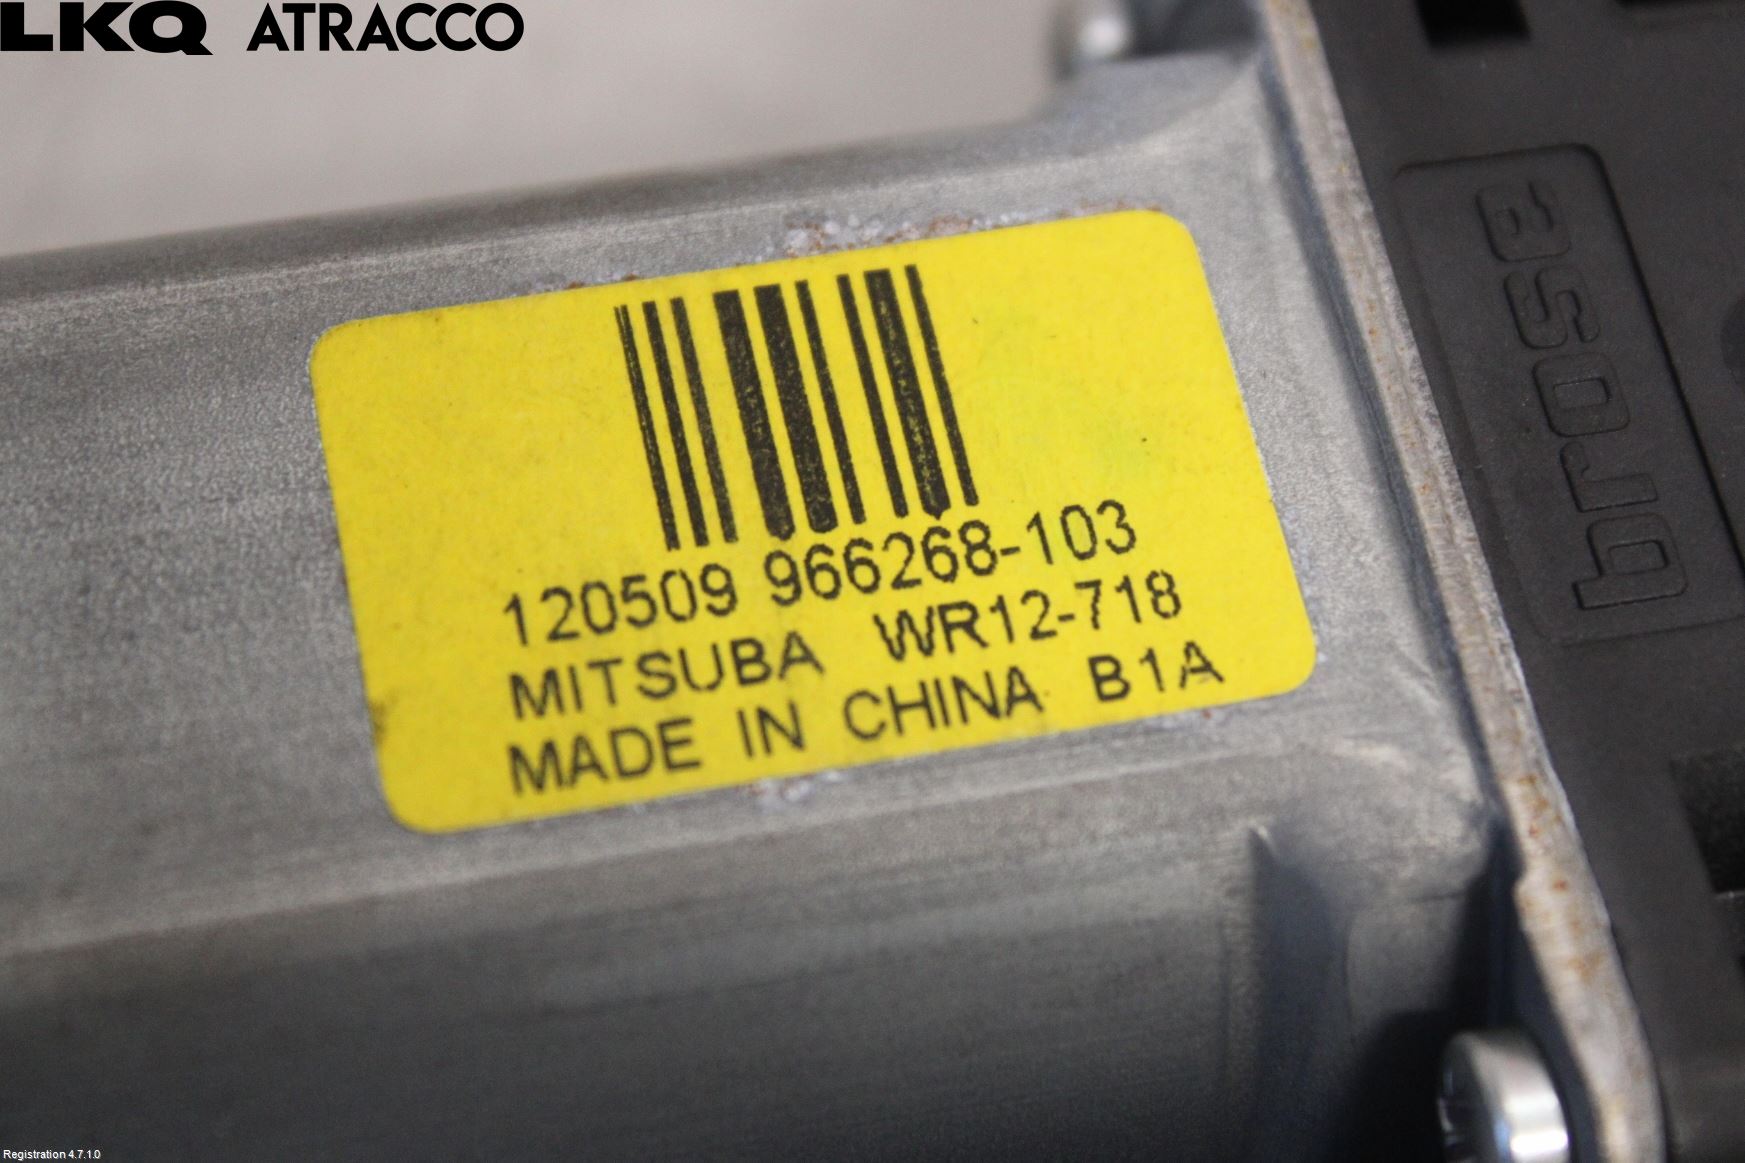 LKQ ATRACCO
120509 966268-103
MITSUBA WR12-718
MADE IN CHINA B1A
brose
Registration 4.7.1.0